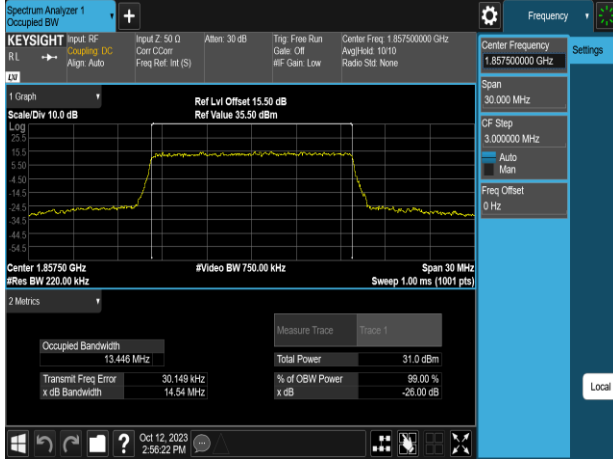 Spectrum Analyzer 1
Occupied BW
Frequency
KEYSIGHT
RL
LXI
Input: RF
Coupling: DC
Align: Auto
Input Z: 50 Ω
Corr CCorr
Freq Ref: Int (S)
Atten: 30 dB
Trig: Free Run
Gate: Off
#IF Gain: Low
Center Freq: 1.857500000 GHz
Avg|Hold: 10/10
Radio Std: None
1 Graph
Scale/Div 10.0 dB
Ref Lvl Offset 15.50 dB
Ref Value 35.50 dBm
Log
25.5
15.5
5.50
-4.50
-14.5
-24.5
-34.5
-44.5
-54.5
Center 1.85750 GHz
#Res BW 220.00 kHz
#Video BW 750.00 kHz
Span 30 MHz
Sweep 1.00 ms (1001 pts)
2 Metrics
Measure Trace
Trace 1
Occupied Bandwidth
13.446 MHz
Total Power
31.0 dBm
Transmit Freq Error
30.149 kHz
% of OBW Power
99.00 %
x dB Bandwidth
14.54 MHz
x dB
-26.00 dB
Oct 12, 2023
2:56:22 PM
Center Frequency
1.857500000 GHz
Settings
Span
30.000 MHz
CF Step
3.000000 MHz
Auto
Man
Freq Offset
0 Hz
Local